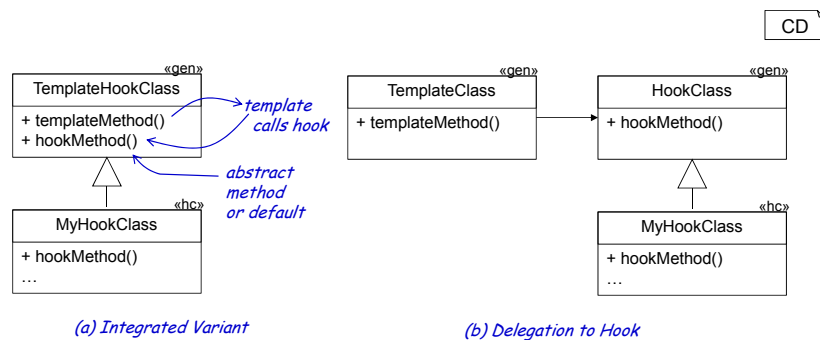 CD
«gen»
TemplateHookClass
+ templateMethod()
+ hookMethod()
template
calls hook
abstract
method
or default
«hc»
MyHookClass
+ hookMethod()
…
(a) Integrated Variant
«gen»
TemplateClass
+ templateMethod()
«gen»
HookClass
+ hookMethod()
«hc»
MyHookClass
+ hookMethod()
…
(b) Delegation to Hook